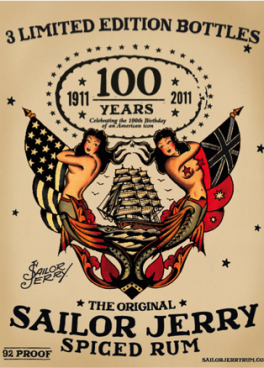 3 LIMITED EDITION BOTTLES
1911 100 2011
YEARS
Celebrating the 100th Birthday
of an American icon
SAILOR
JERRY
★ THE ORIGINAL ★
SAILOR JERRY
SPICED RUM
92 PROOF
SAILORJERRYRUM.CO